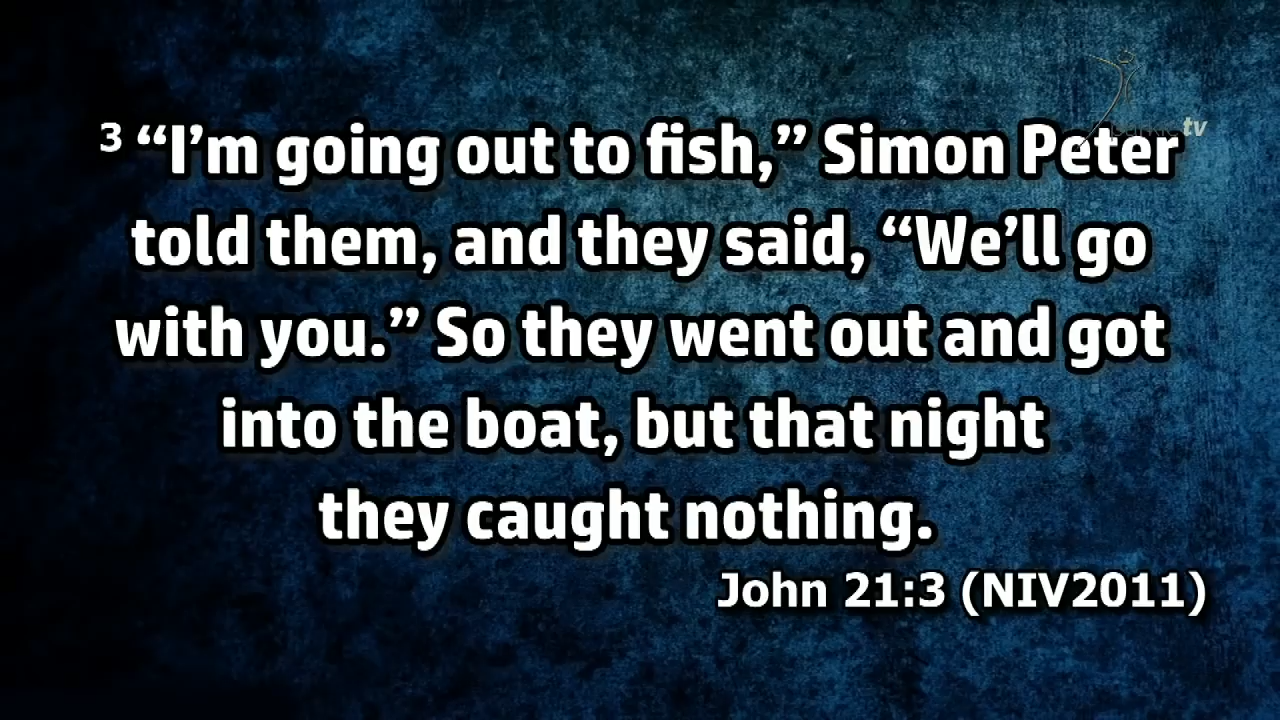 3 “I’m going out to fish,” Simon Peter
told them, and they said, “We’ll go
with you.” So they went out and got
into the boat, but that night
they caught nothing.
John 21:3 (NIV2011)
tv